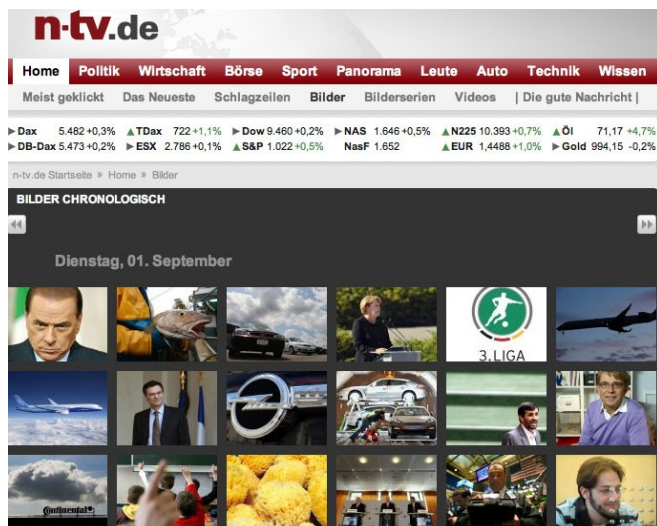 n-tv.de
Home Politik Wirtschaft Börse Sport Panorama Leute Auto Technik Wissen
Meist geklickt Das Neueste Schlagzeilen Bilder Bilderserien Videos | Die gute Nachricht |
Dax 5.482 +0,3% TDax 722 +1,1% Dow 9.460 +0,2% NAS 1.646 +0,5% N225 10.393 +0,7% Öl 71,17 +4,7%
DB-Dax 5.473 +0,2% ESX 2.786 +0,1% S&P 1.022 +0,5% NasF 1.652 EUR 1,4488 +1,0% Gold 994,15 -0,2%
n-tv.de Startseite » Home » Bilder
BILDER CHRONOLOGISCH
Dienstag, 01. September
3. LIGA
Continental